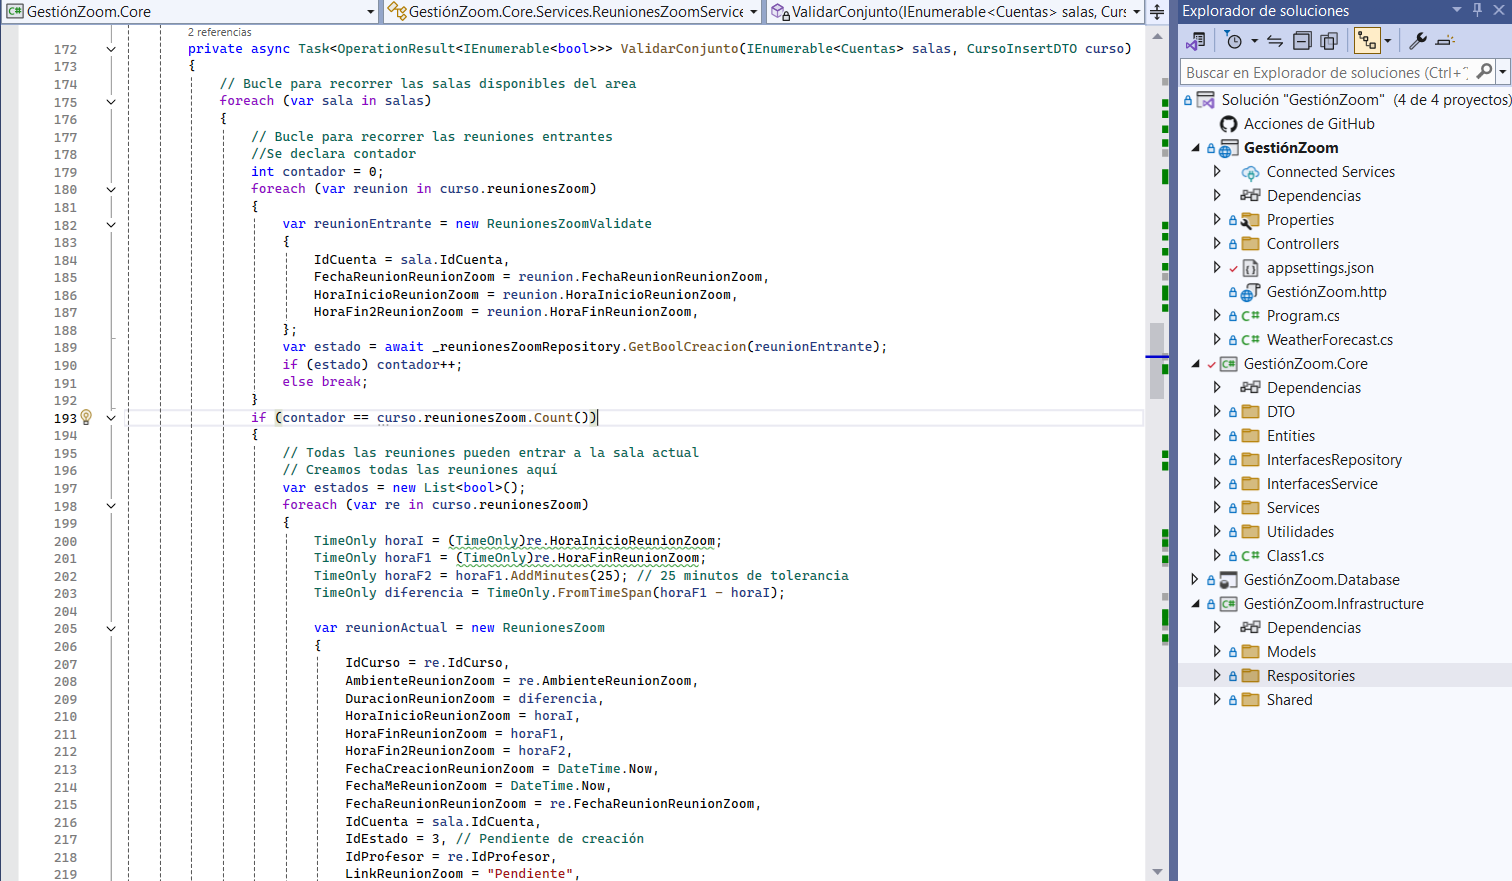 GestiónZoom.Core
GestiónZoom.Core.Services.ReunionesZoomService
ValidarConjunto(IEnumerable<Cuentas> salas, Curs
2 referencias
172 private async Task<OperationResult<IEnumerable<bool>>> ValidarConjunto(IEnumerable<Cuentas> salas, CursoInsertDTO curso)
173 {
174 // Bucle para recorrer las salas disponibles del area
175 foreach (var sala in salas)
176 {
177 // Bucle para recorrer las reuniones entrantes
178 //Se declara contador
179 int contador = 0;
180 foreach (var reunion in curso.reunionesZoom)
181 {
182 var reunionEntrante = new ReunionesZoomValidate
183 {
184 IdCuenta = sala.IdCuenta,
185 FechaReunionReunionZoom = reunion.FechaReunionReunionZoom,
186 HoraInicioReunionZoom = reunion.HoraInicioReunionZoom,
187 HoraFin2ReunionZoom = reunion.HoraFinReunionZoom,
188 };
189 var estado = await _reunionesZoomRepository.GetBoolCreacion(reunionEntrante);
190 if (estado) contador++;
191 else break;
192 }
193 if (contador == curso.reunionesZoom.Count())
194 {
195 // Todas las reuniones pueden entrar a la sala actual
196 // Creamos todas las reuniones aquí
197 var estados = new List<bool>();
198 foreach (var re in curso.reunionesZoom)
199 {
200 TimeOnly horaI = (TimeOnly)re.HoraInicioReunionZoom;
201 TimeOnly horaF1 = (TimeOnly)re.HoraFinReunionZoom;
202 TimeOnly horaF2 = horaF1.AddMinutes(25); // 25 minutos de tolerancia
203 TimeOnly diferencia = TimeOnly.FromTimeSpan(horaF1 - horaI);
204
205 var reunionActual = new ReunionesZoom
206 {
207 IdCurso = re.IdCurso,
208 AmbienteReunionZoom = re.AmbienteReunionZoom,
209 DuracionReunionZoom = diferencia,
210 HoraInicioReunionZoom = horaI,
211 HoraFinReunionZoom = horaF1,
212 HoraFin2ReunionZoom = horaF2,
213 FechaCreacionReunionZoom = DateTime.Now,
214 FechaMeReunionZoom = DateTime.Now,
215 FechaReunionReunionZoom = re.FechaReunionReunionZoom,
216 IdCuenta = sala.IdCuenta,
217 IdEstado = 3, // Pendiente de creación
218 IdProfesor = re.IdProfesor,
219 LinkReunionZoom = "Pendiente",
Explorador de soluciones
Buscar en Explorador de soluciones (Ctrl+
Solución "GestiónZoom" (4 de 4 proyectos)
Acciones de GitHub
GestiónZoom
Connected Services
Dependencias
Properties
Controllers
appsettings.json
GestiónZoom.http
Program.cs
WeatherForecast.cs
GestiónZoom.Core
Dependencias
DTO
Entities
InterfacesRepository
InterfacesService
Services
Utilidades
Class1.cs
GestiónZoom.Database
GestiónZoom.Infrastructure
Dependencias
Models
Respositories
Shared